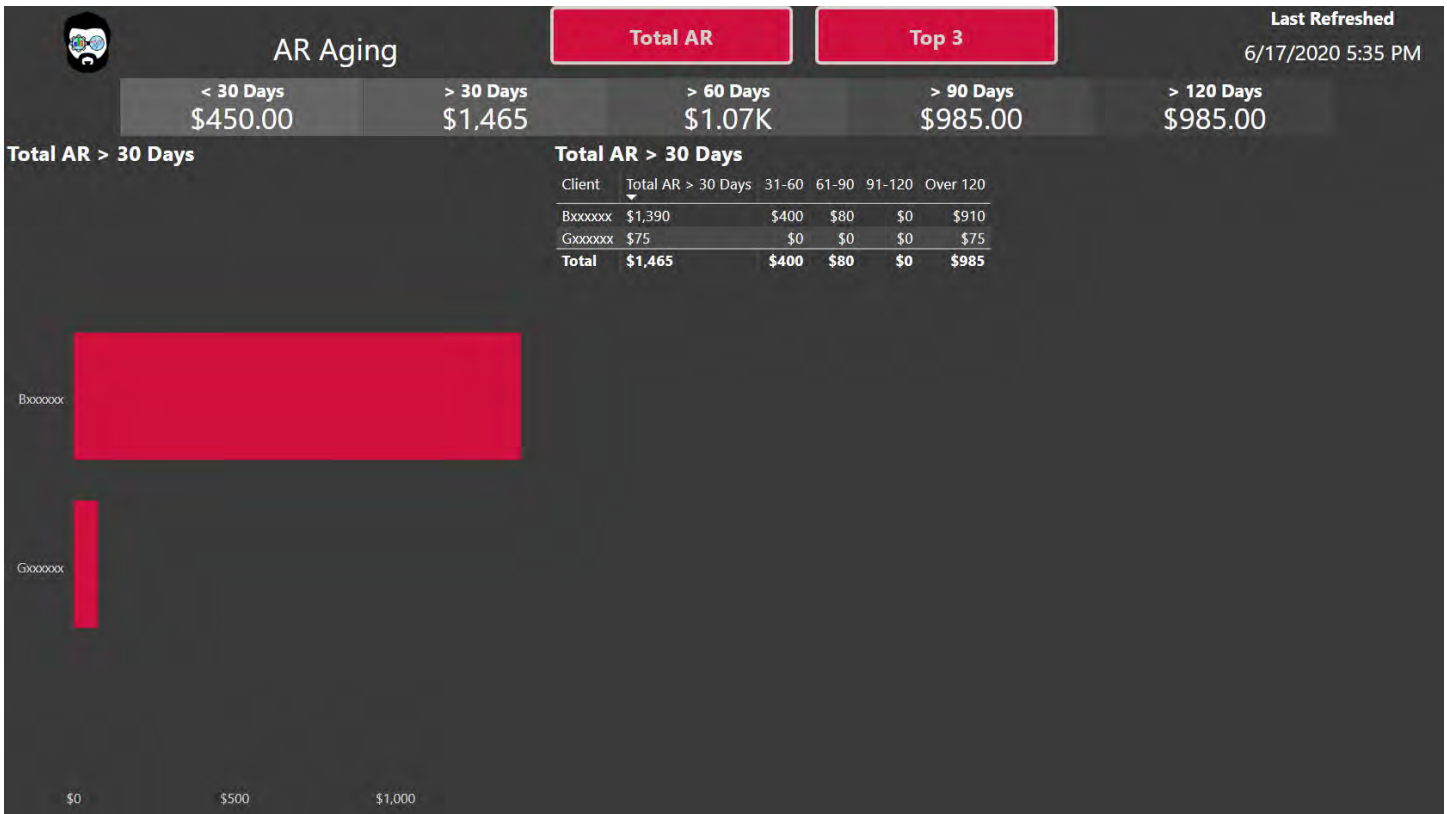 AR Aging
Total AR
Top 3
Last Refreshed
6/17/2020 5:35 PM
< 30 Days
$450.00
> 30 Days
$1,465
> 60 Days
$1.07K
> 90 Days
$985.00
> 120 Days
$985.00
Total AR > 30 Days
Bxxxxxx
Gxxxxxx
$0 $500 $1,000
Total AR > 30 Days
Client Total AR > 30 Days 31-60 61-90 91-120 Over 120
Bxxxxxx $1,390 $400 $80 $0 $910
Gxxxxxx $75 $0 $0 $0 $75
Total $1,465 $400 $80 $0 $985